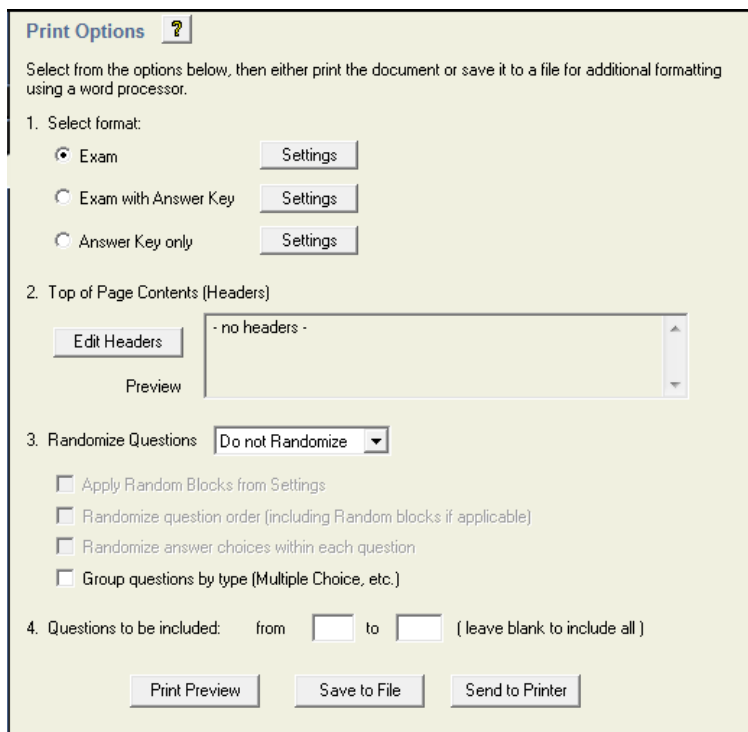 Print Options ?
Select from the options below, then either print the document or save it to a file for additional formatting
using a word processor.
1. Select format:
Exam Settings
Exam with Answer Key Settings
Answer Key only Settings
2. Top of Page Contents (Headers)
- no headers -
Edit Headers
Preview
3. Randomize Questions Do not Randomize
Apply Random Blocks from Settings
Randomize question order (including Random blocks if applicable)
Randomize answer choices within each question
Group questions by type (Multiple Choice, etc.)
4. Questions to be included: from to ( leave blank to include all )
Print Preview Save to File Send to Printer